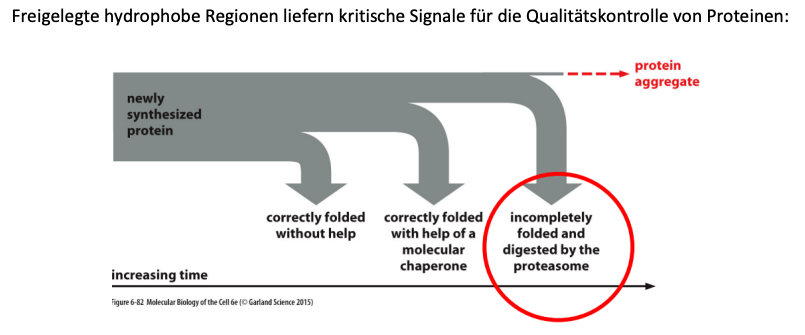 Freigelegte hydrophobe Regionen liefern kritische Signale für die Qualitätskontrolle von Proteinen:
protein
aggregate
newly
synthesized
protein
correctly folded
without help
correctly folded
with help of a
molecular
chaperone
incompletely
folded and
digested by the
proteasome
increasing time
Figure 6-82 Molecular Biology of the Cell 6e (© Garland Science 2015)